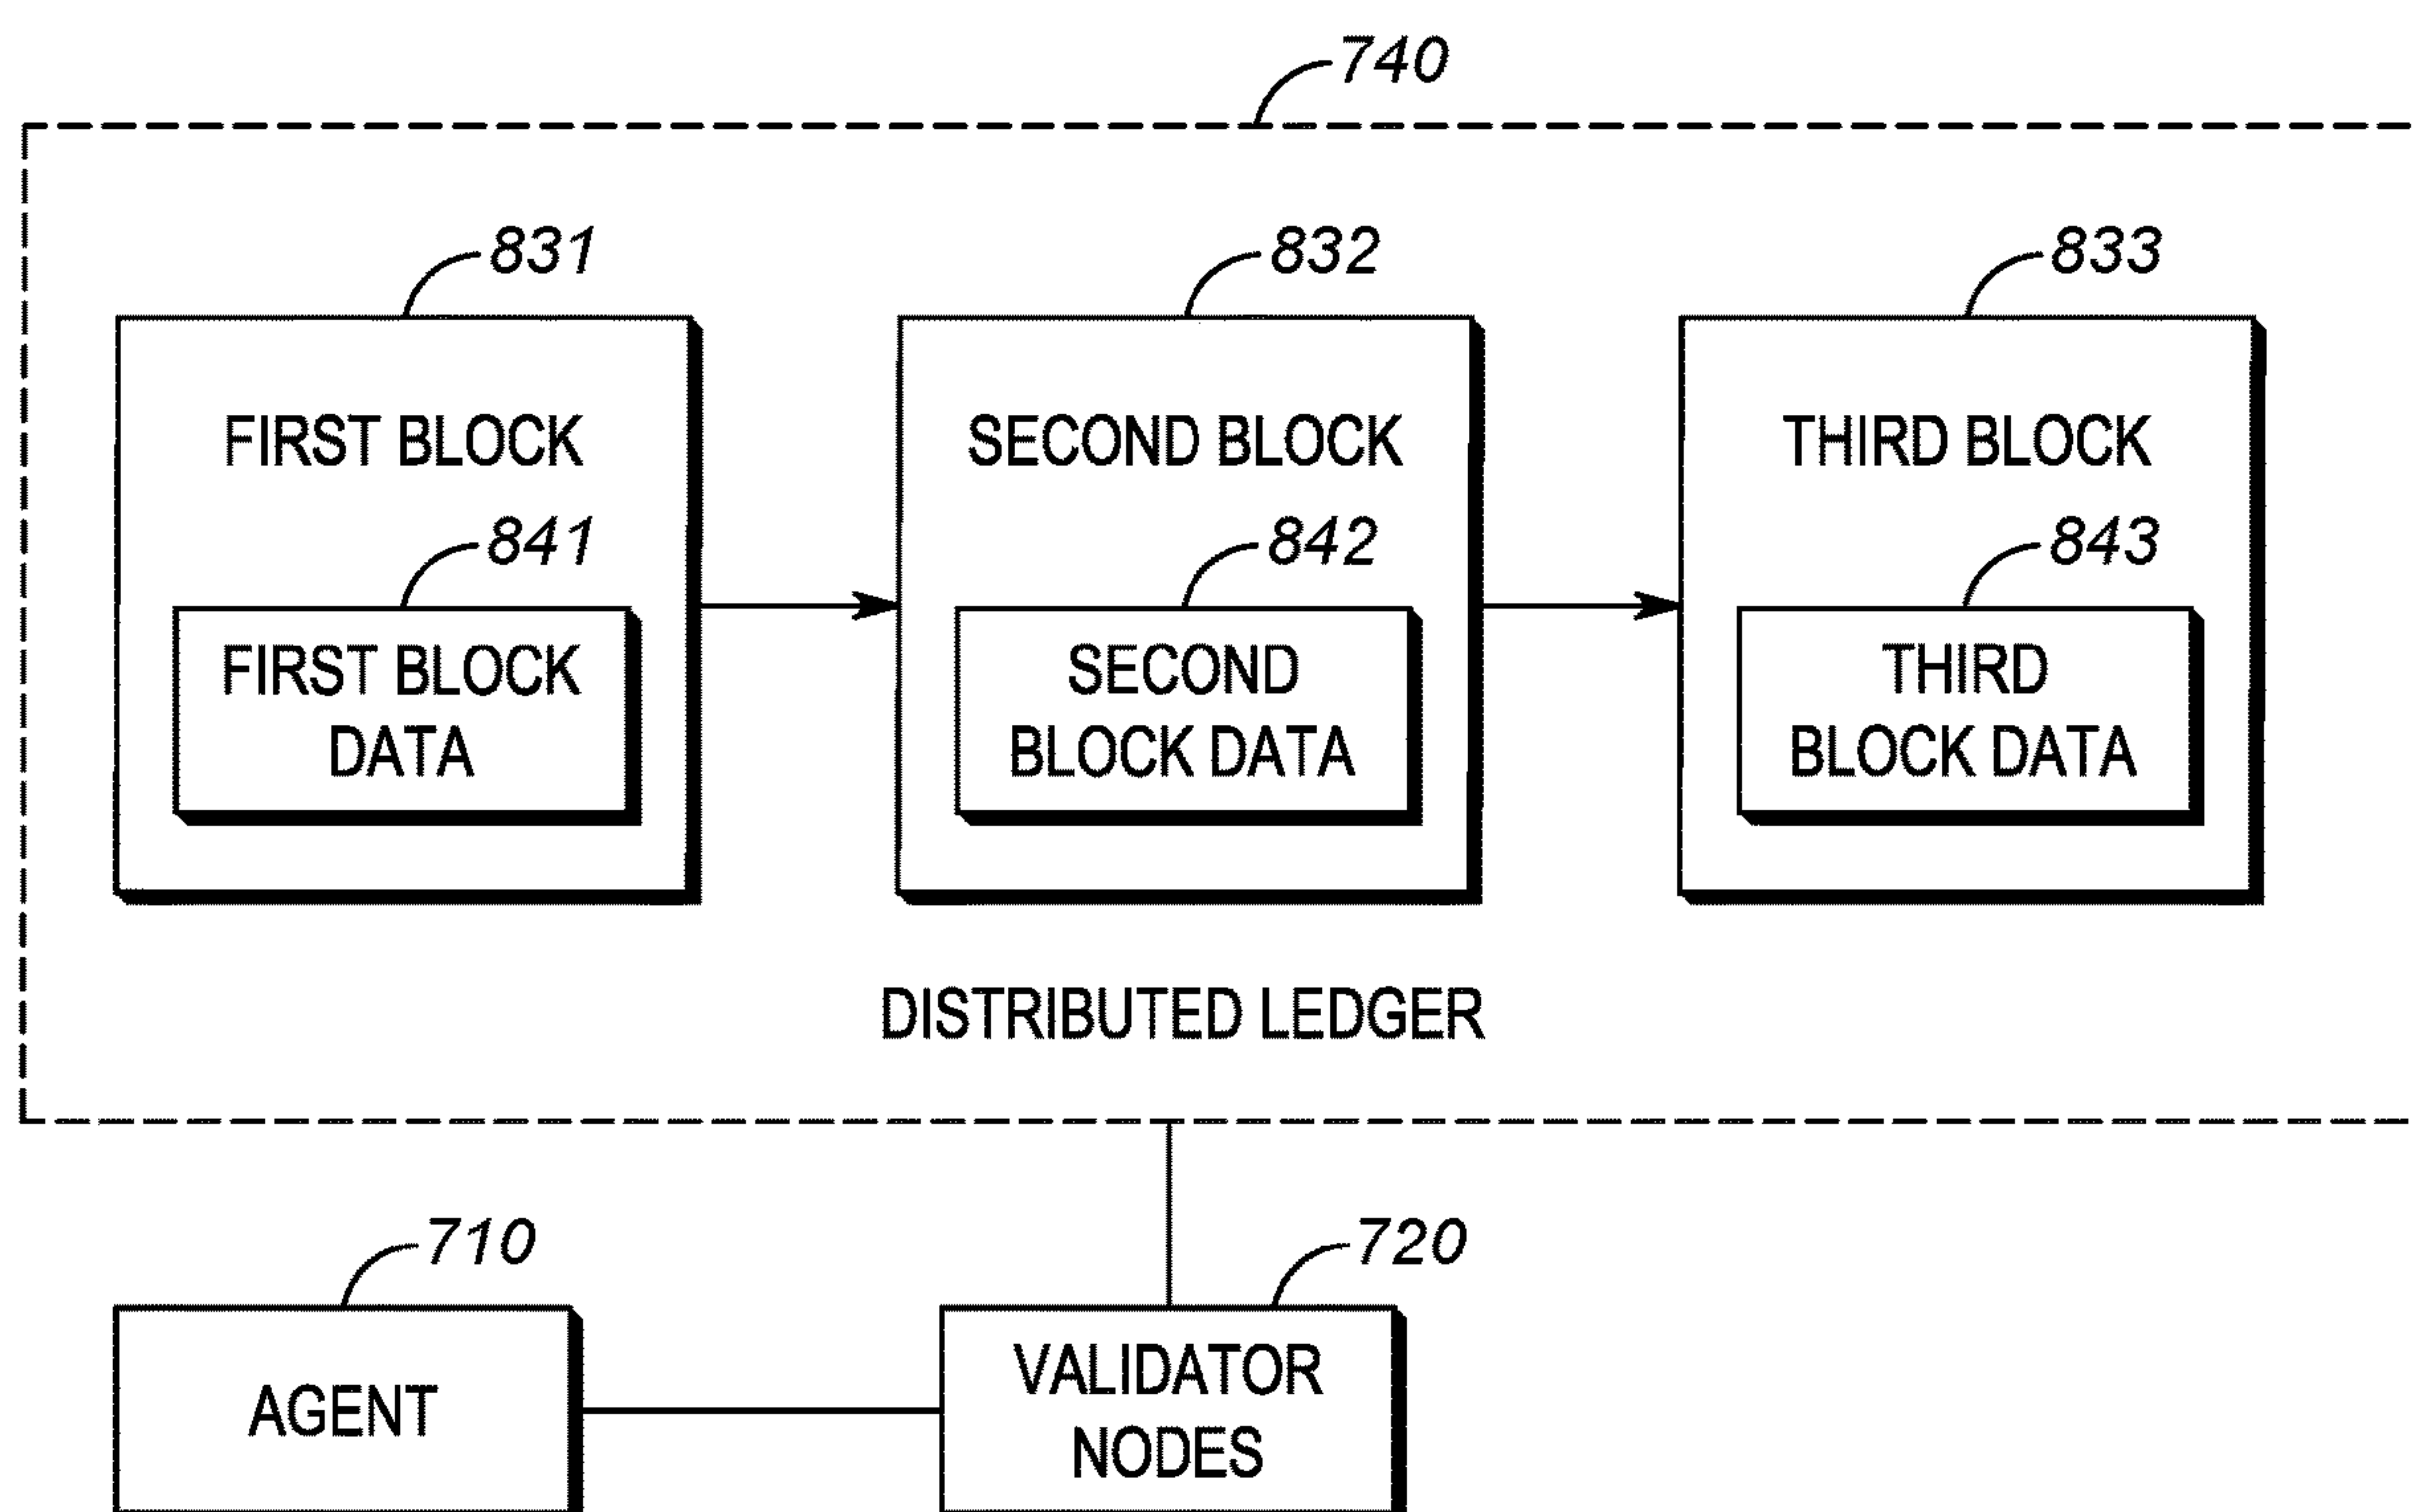 740
831
832
833
FIRST BLOCK
SECOND BLOCK
THIRD BLOCK
841
842
843
FIRST BLOCK
DATA
SECOND
BLOCK DATA
THIRD
BLOCK DATA
DISTRIBUTED LEDGER
710
720
AGENT
VALIDATOR
NODES